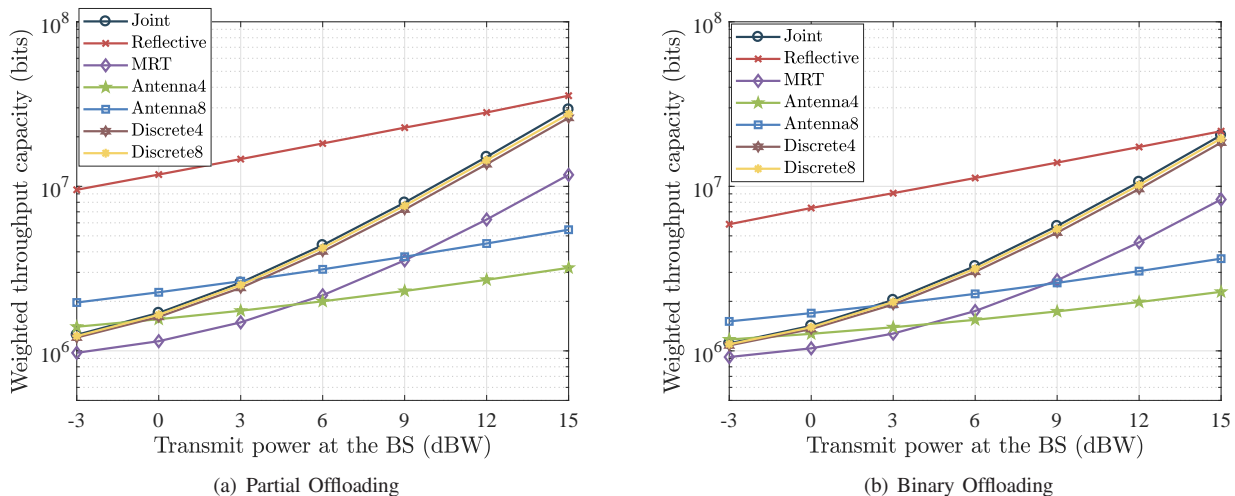 10^8
10^7
10^6
Weighted throughput capacity (bits)
Joint
Reflective
MRT
Antenna4
Antenna8
Discrete4
Discrete8
-3 0 3 6 9 12 15
Transmit power at the BS (dBW)
(a) Partial Offloading
10^8
10^7
10^6
Weighted throughput capacity (bits)
Joint
Reflective
MRT
Antenna4
Antenna8
Discrete4
Discrete8
-3 0 3 6 9 12 15
Transmit power at the BS (dBW)
(b) Binary Offloading